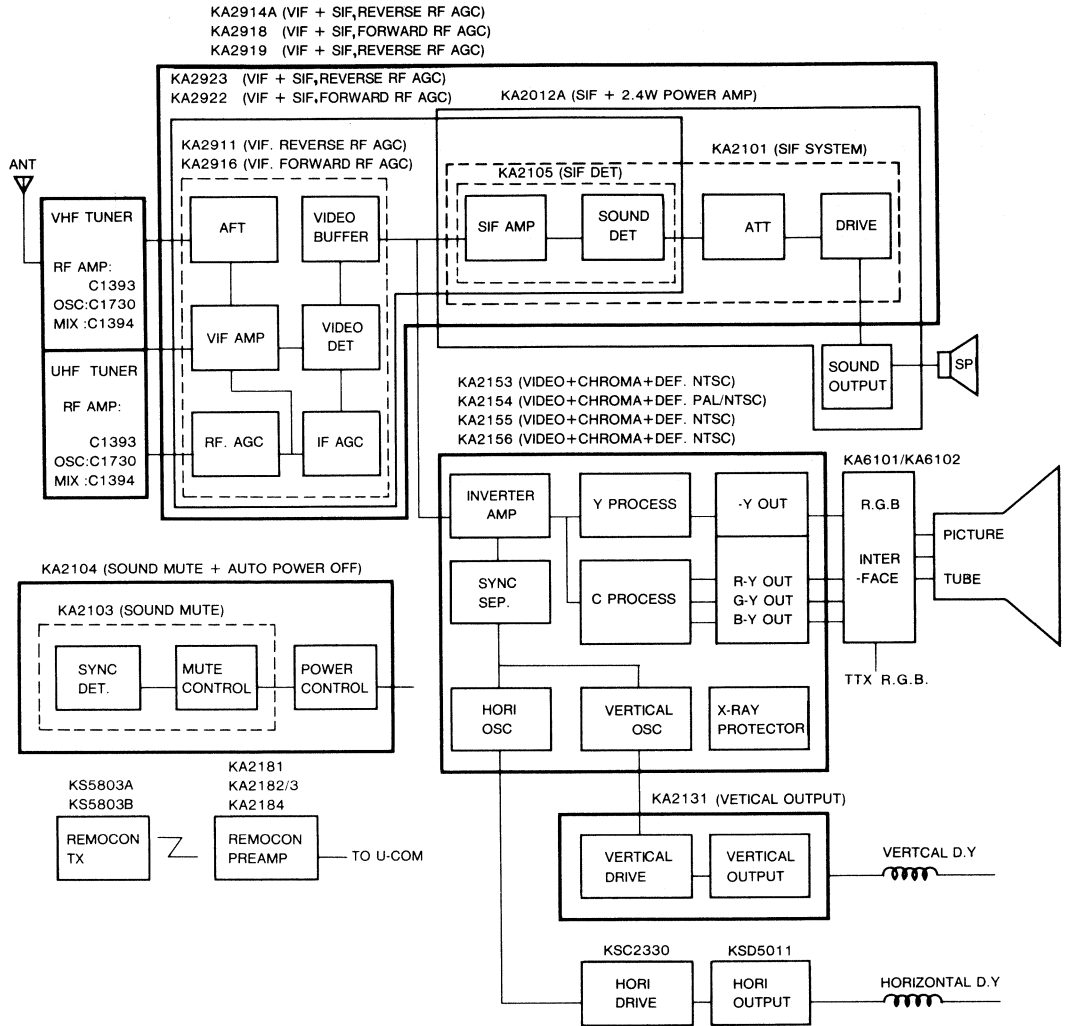 KA2914A (VIF + SIF,REVERSE RF AGC)
KA2918 (VIF + SIF,FORWARD RF AGC)
KA2919 (VIF + SIF,REVERSE RF AGC)
KA2923 (VIF + SIF,REVERSE RF AGC)
KA2922 (VIF + SIF.FORWARD RF AGC)
KA2012A (SIF + 2.4W POWER AMP)
KA2911 (VIF. REVERSE RF AGC)
KA2916 (VIF. FORWARD RF AGC)
KA2101 (SIF SYSTEM)
KA2105 (SIF DET)
ANT
VHF TUNER
RF AMP:
C1393
OSC:C1730
MIX :C1394
UHF TUNER
RF AMP:
C1393
OSC:C1730
MIX :C1394
AFT
VIDEO
BUFFER
VIF AMP
VIDEO
DET
RF. AGC
IF AGC
SIF AMP
SOUND
DET
ATT
DRIVE
SOUND
OUTPUT
SP
KA2153 (VIDEO+CHROMA+DEF. NTSC)
KA2154 (VIDEO+CHROMA+DEF. PAL/NTSC)
KA2155 (VIDEO+CHROMA+DEF. NTSC)
KA2156 (VIDEO+CHROMA+DEF. NTSC)
INVERTER
AMP
Y PROCESS
-Y OUT
SYNC
SEP.
C PROCESS
R-Y OUT
G-Y OUT
B-Y OUT
HORI
OSC
VERTICAL
OSC
X-RAY
PROTECTOR
KA6101/KA6102
R.G.B
INTER
-FACE
PICTURE
TUBE
TTX R.G.B.
KA2104 (SOUND MUTE + AUTO POWER OFF)
KA2103 (SOUND MUTE)
SYNC
DET.
MUTE
CONTROL
POWER
CONTROL
KS5803A
KS5803B
REMOCON
TX
KA2181
KA2182/3
KA2184
REMOCON
PREAMP
TO U-COM
KA2131 (VETICAL OUTPUT)
VERTICAL
DRIVE
VERTICAL
OUTPUT
VERTCAL D.Y
KSC2330
HORI
DRIVE
KSD5011
HORI
OUTPUT
HORIZONTAL D.Y